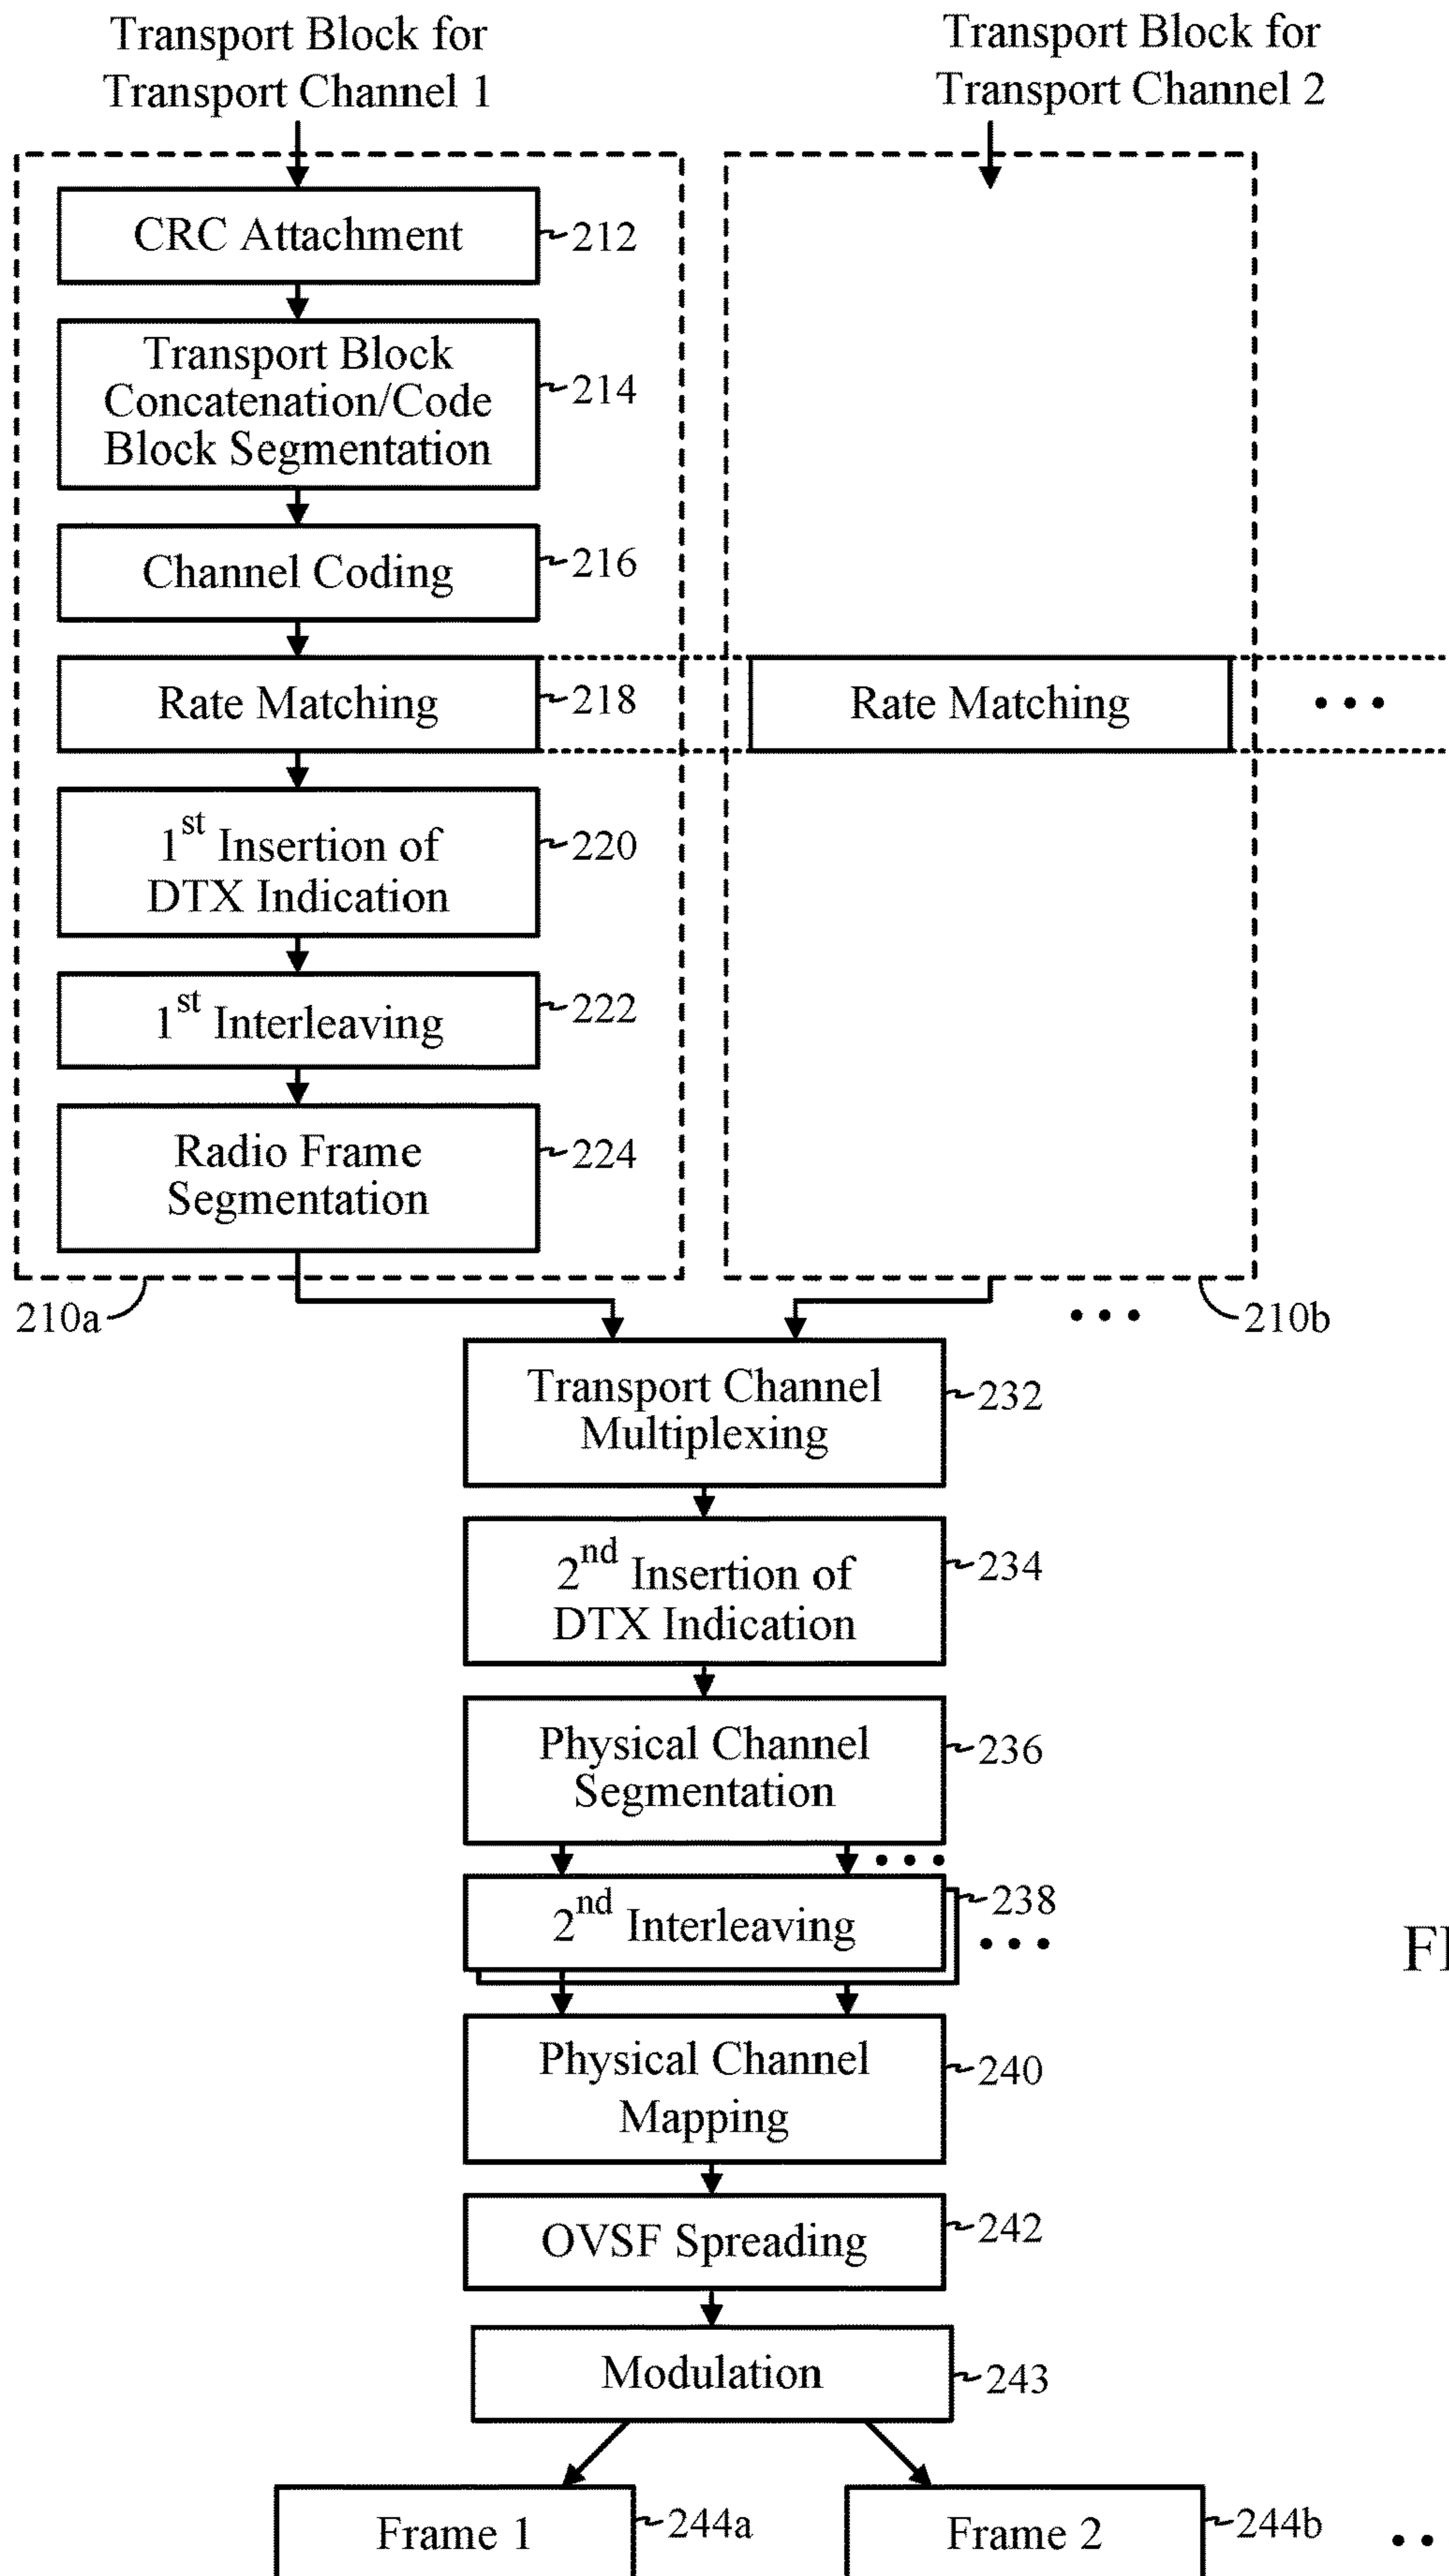 Transport Block for
Transport Channel 1
Transport Block for
Transport Channel 2
CRC Attachment
212
Transport Block
Concatenation/Code
Block Segmentation
214
Channel Coding
216
Rate Matching
218
Rate Matching
• • •
1st Insertion of
DTX Indication
220
1st Interleaving
222
Radio Frame
Segmentation
224
210a
• • •
210b
Transport Channel
Multiplexing
232
2nd Insertion of
DTX Indication
234
Physical Channel
Segmentation
236
• • •
2nd Interleaving
238
• • •
Physical Channel
Mapping
240
OVSF Spreading
242
Modulation
243
Frame 1
244a
Frame 2
244b